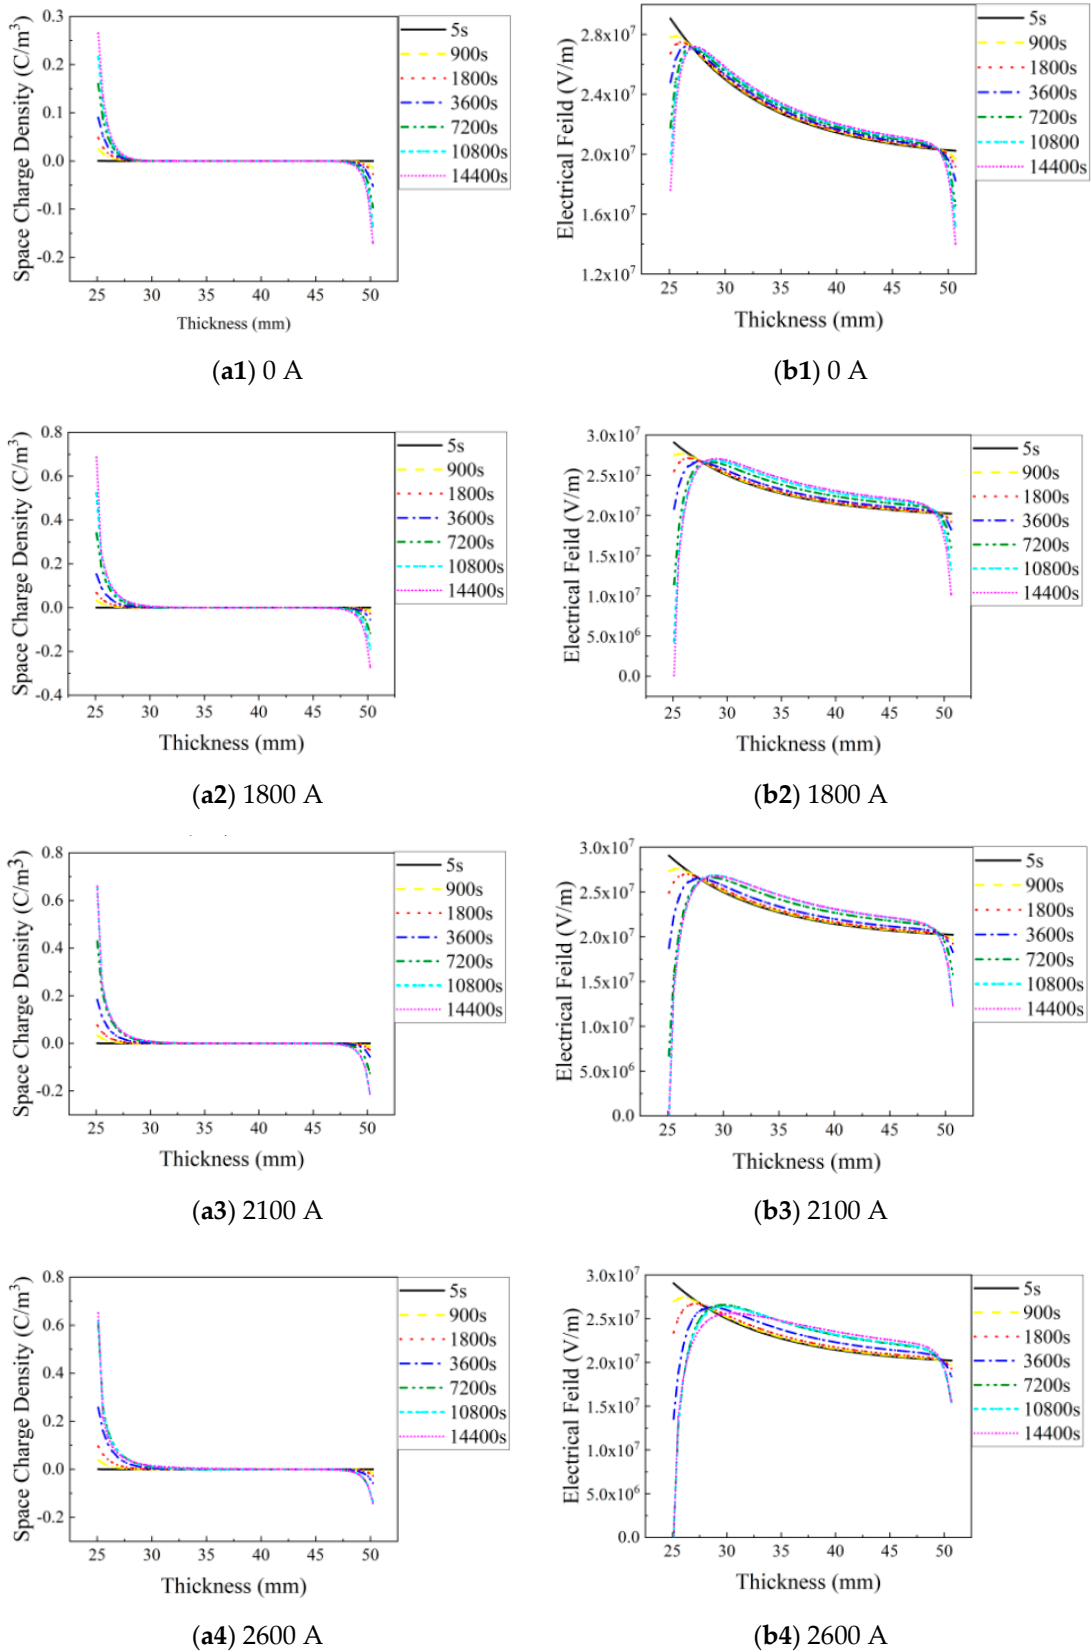 0.3
0.2
0.1
0.0
-0.1
-0.2
Space Charge Density (C/m³)
25 30 35 40 45 50
Thickness (mm)
5s
900s
1800s
3600s
7200s
10800s
14400s
(a1) 0 A
2.8x10⁷
2.4x10⁷
2.0x10⁷
1.6x10⁷
1.2x10⁷
Electrical Feild (V/m)
25 30 35 40 45 50
Thickness (mm)
5s
900s
1800s
3600s
7200s
10800
14400s
(b1) 0 A
0.8
0.6
0.4
0.2
0.0
-0.2
-0.4
Space Charge Density (C/m³)
25 30 35 40 45 50
Thickness (mm)
5s
900s
1800s
3600s
7200s
10800s
14400s
(a2) 1800 A
3.0x10⁷
2.5x10⁷
2.0x10⁷
1.5x10⁷
1.0x10⁷
5.0x10⁶
0.0
Electrical Feild (V/m)
25 30 35 40 45 50
Thickness (mm)
5s
900s
1800s
3600s
7200s
10800s
14400s
(b2) 1800 A
0.8
0.6
0.4
0.2
0.0
-0.2
Space Charge Density (C/m³)
25 30 35 40 45 50
Thickness (mm)
5s
900s
1800s
3600s
7200s
10800s
14400s
(a3) 2100 A
3.0x10⁷
2.5x10⁷
2.0x10⁷
1.5x10⁷
1.0x10⁷
5.0x10⁶
0.0
Electrical Feild (V/m)
25 30 35 40 45 50
Thickness (mm)
5s
900s
1800s
3600s
7200s
10800s
14400s
(b3) 2100 A
0.8
0.6
0.4
0.2
0.0
-0.2
Space Charge Density (C/m³)
25 30 35 40 45 50
Thickness (mm)
5s
900s
1800s
3600s
7200s
10800s
14400s
(a4) 2600 A
3.0x10⁷
2.5x10⁷
2.0x10⁷
1.5x10⁷
1.0x10⁷
5.0x10⁶
0.0
Electrical Feild (V/m)
25 30 35 40 45 50
Thickness (mm)
5s
900s
1800s
3600s
7200s
10800s
14400s
(b4) 2600 A